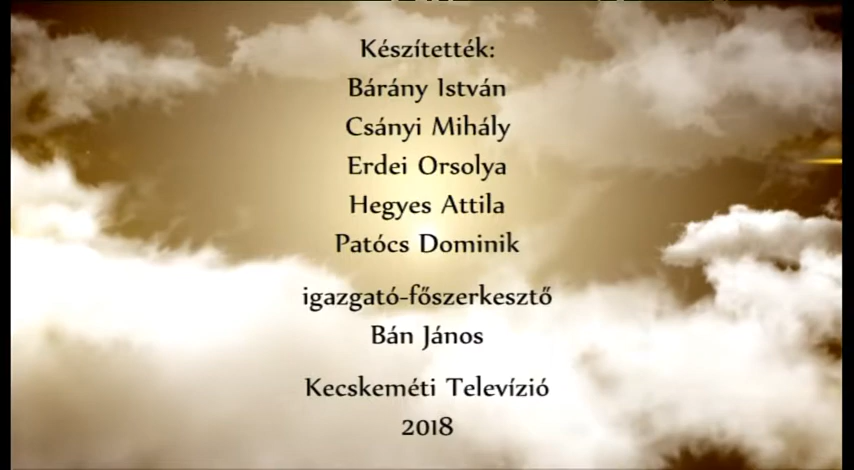 Készítették:
Bárány István
Csányi Mihály
Erdei Orsolya
Hegyes Attila
Patócs Dominik
igazgató-főszerkesztő
Bán János
Kecskeméti Televízió
2018